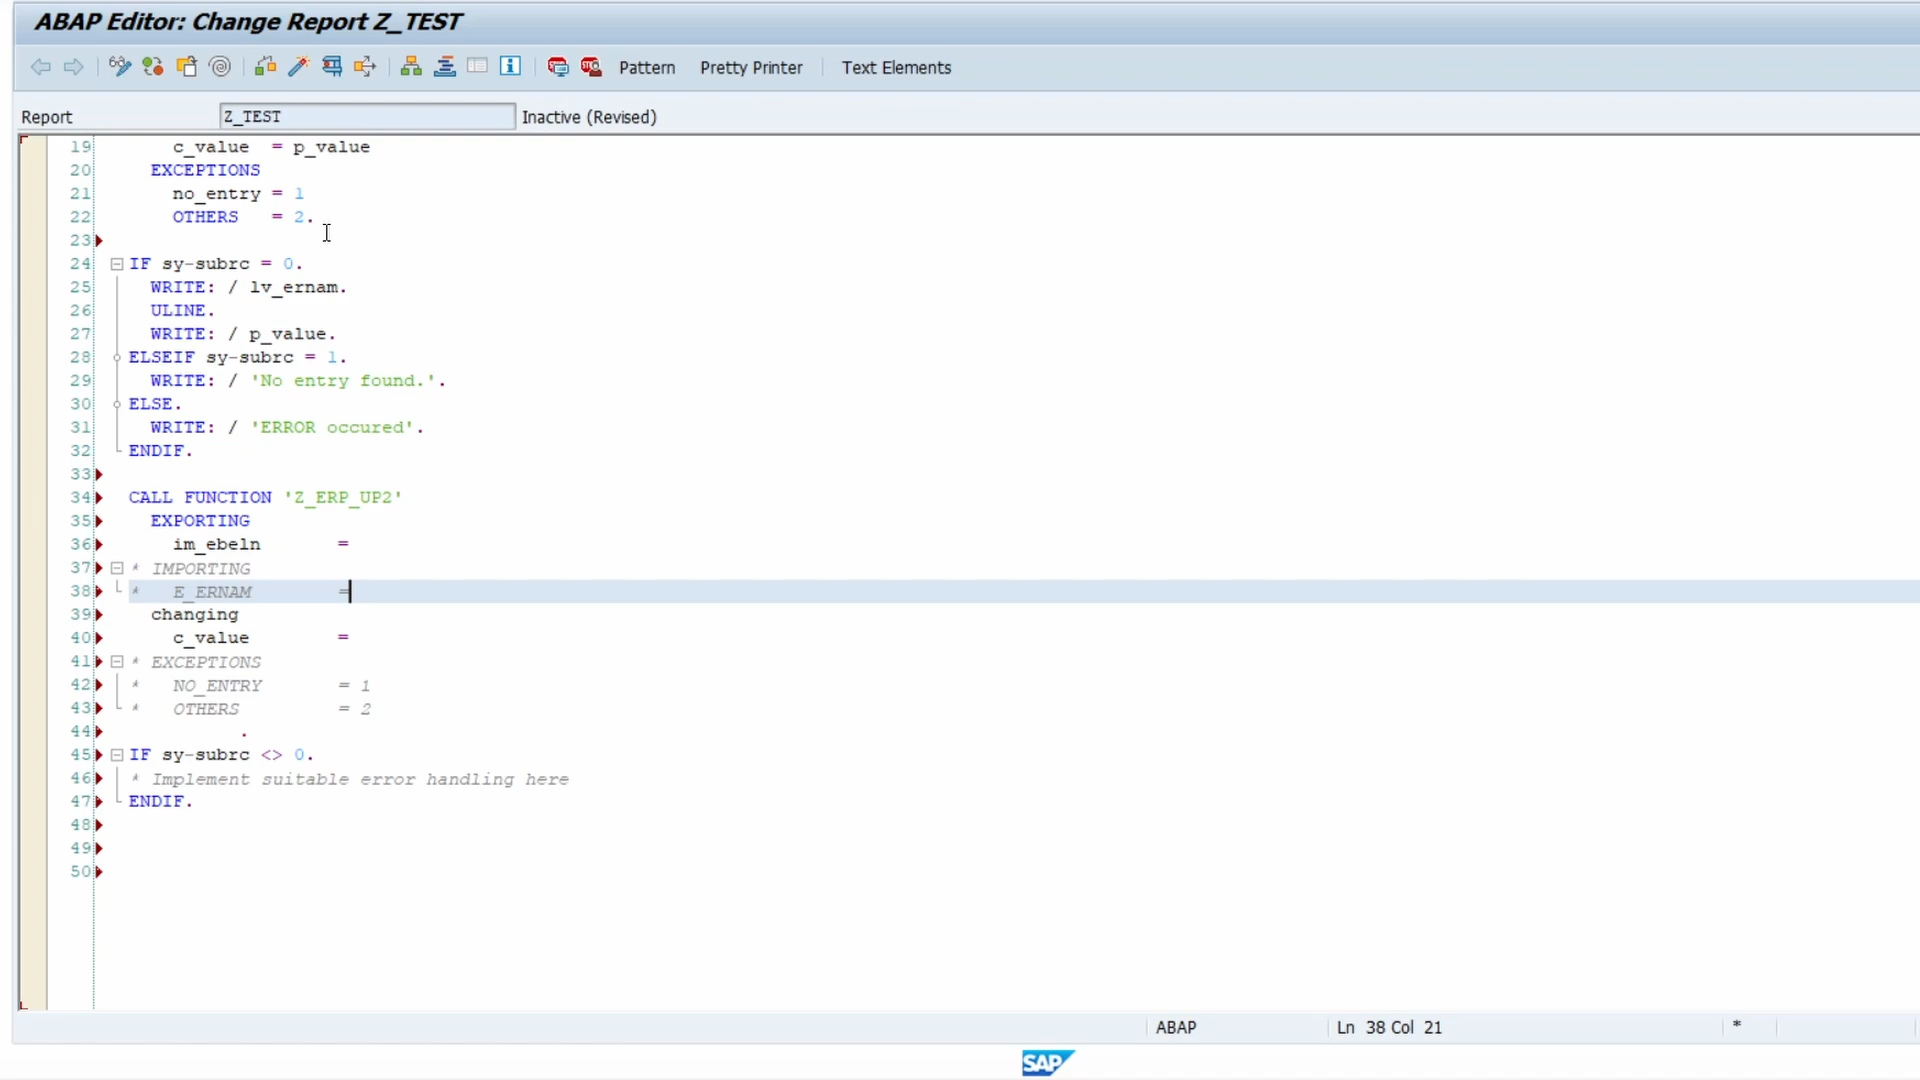 ABAP Editor: Change Report Z_TEST
Pattern Pretty Printer Text Elements
Report Z_TEST Inactive (Revised)
19 c_value = p_value
20 EXCEPTIONS
21 no_entry = 1
22 OTHERS = 2.
23
24 IF sy-subrc = 0.
25 WRITE: / lv_ernam.
26 ULINE.
27 WRITE: / p_value.
28 ELSEIF sy-subrc = 1.
29 WRITE: / 'No entry found.'.
30 ELSE.
31 WRITE: / 'ERROR occured'.
32 ENDIF.
33
34 CALL FUNCTION 'Z_ERP_UP2'
35 EXPORTING
36 im_ebeln =
37 * IMPORTING
38 * E_ERNAM =
39 changing
40 c_value =
41 * EXCEPTIONS
42 * NO_ENTRY = 1
43 * OTHERS = 2
44 .
45 IF sy-subrc <> 0.
46 * Implement suitable error handling here
47 ENDIF.
48
49
50
ABAP Ln 38 Col 21 *
SAP